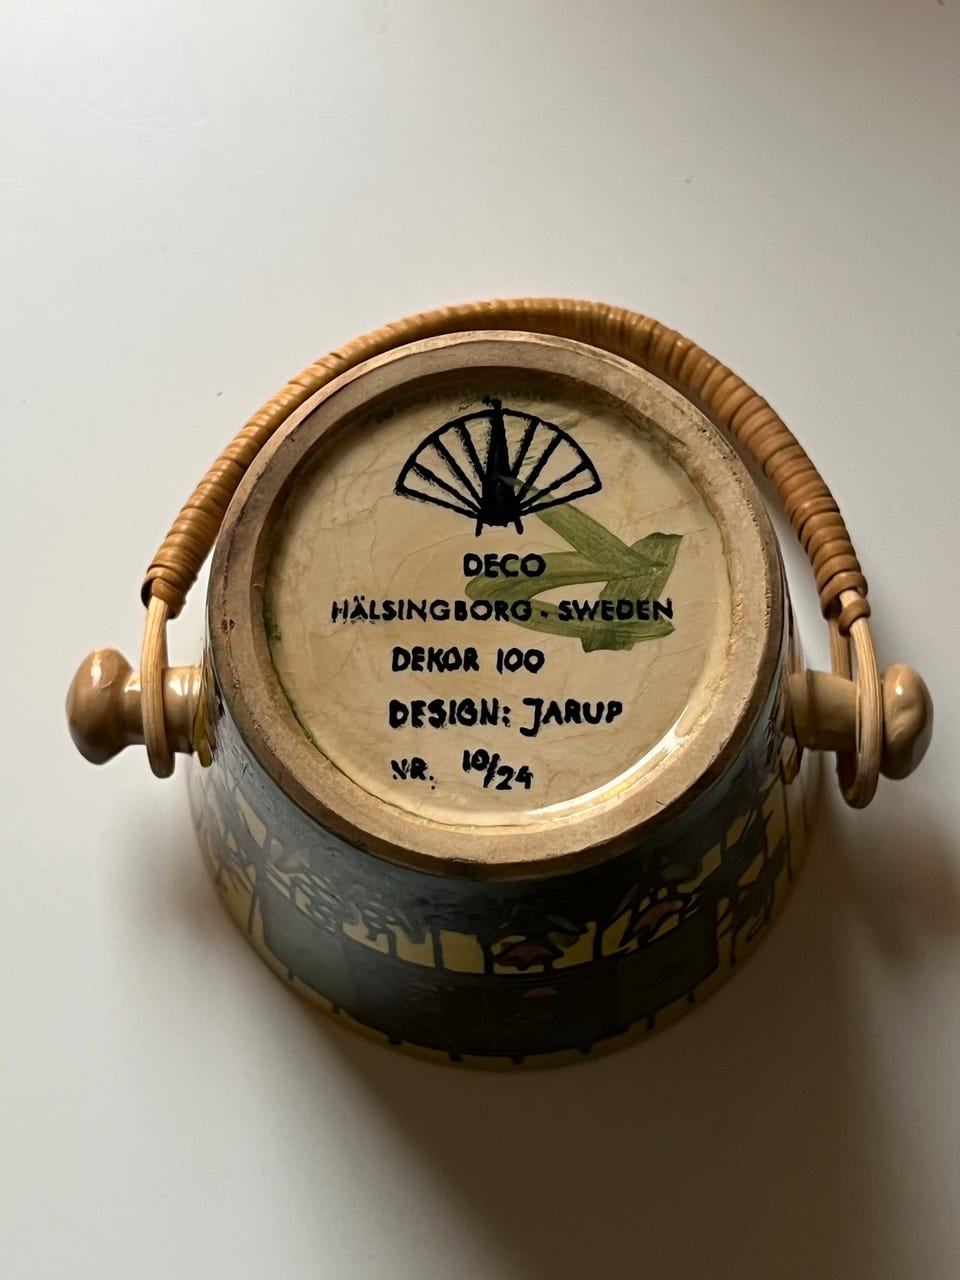 DECO
HÄLSINGBORG · SWEDEN
DEKOR 100
DESIGN: JARUP
NR. 10/24